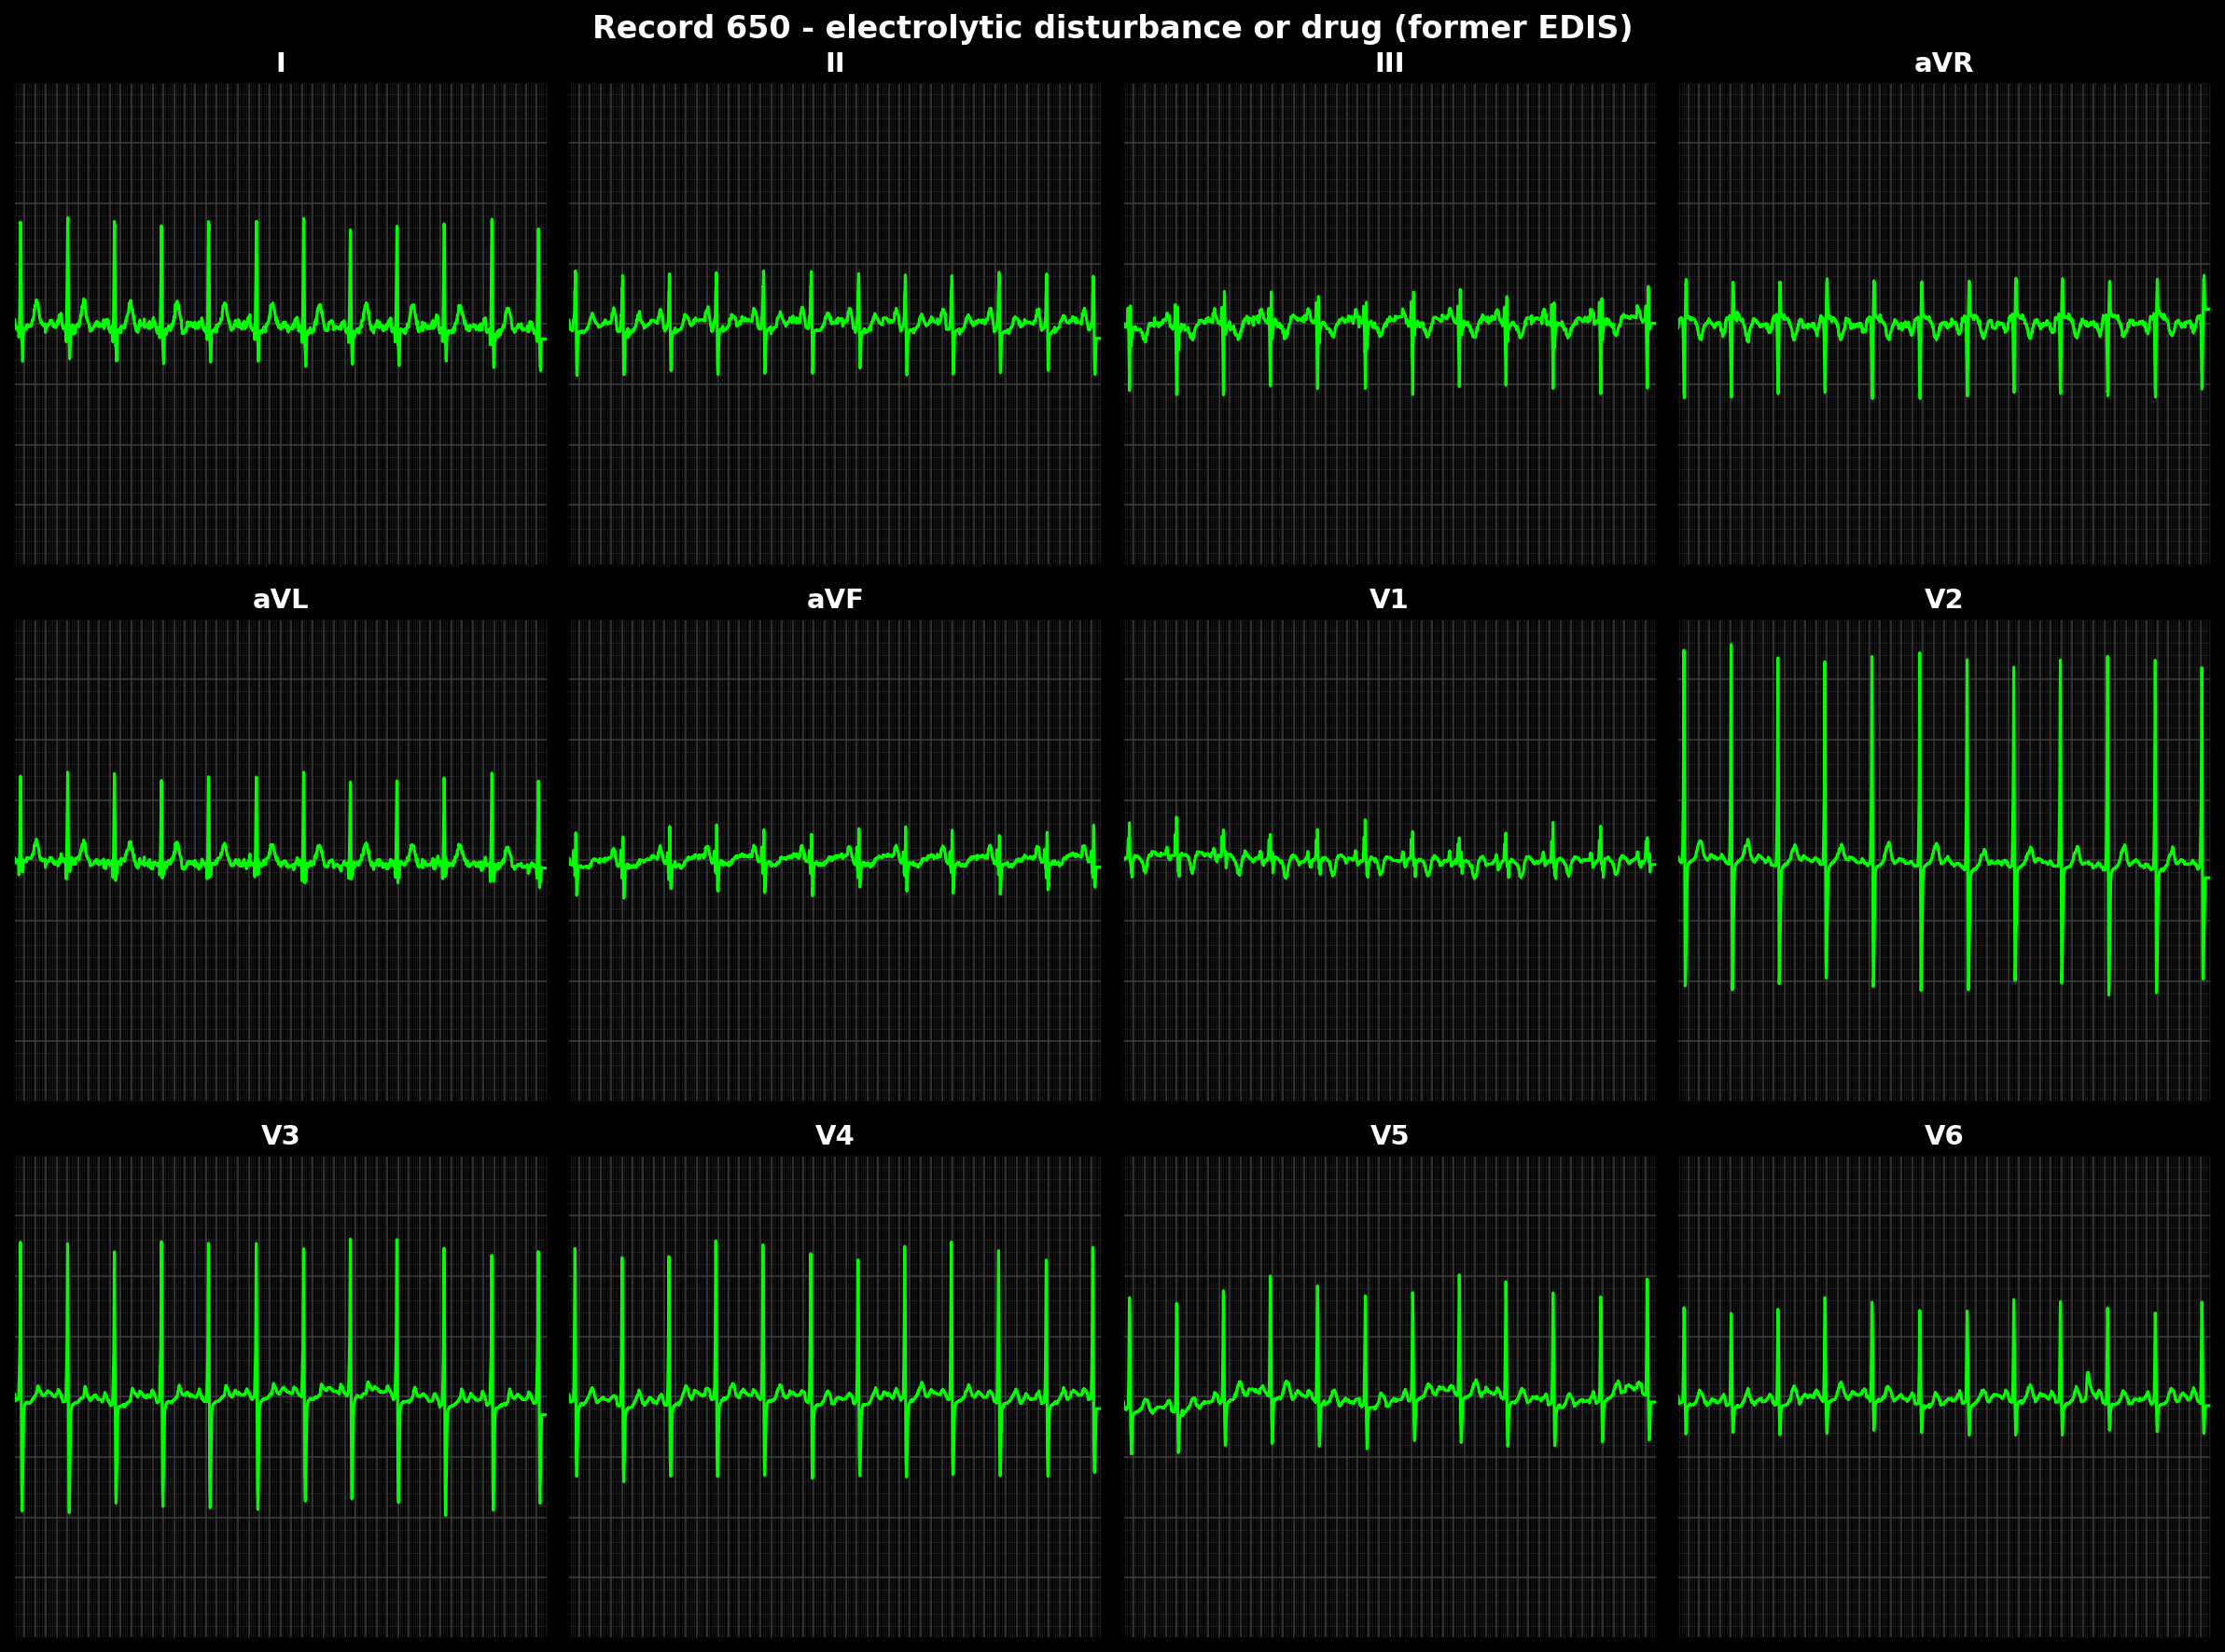 Record 650 - electrolytic disturbance or drug (former EDIS)
I II III aVR
aVL aVF V1 V2
V3 V4 V5 V6